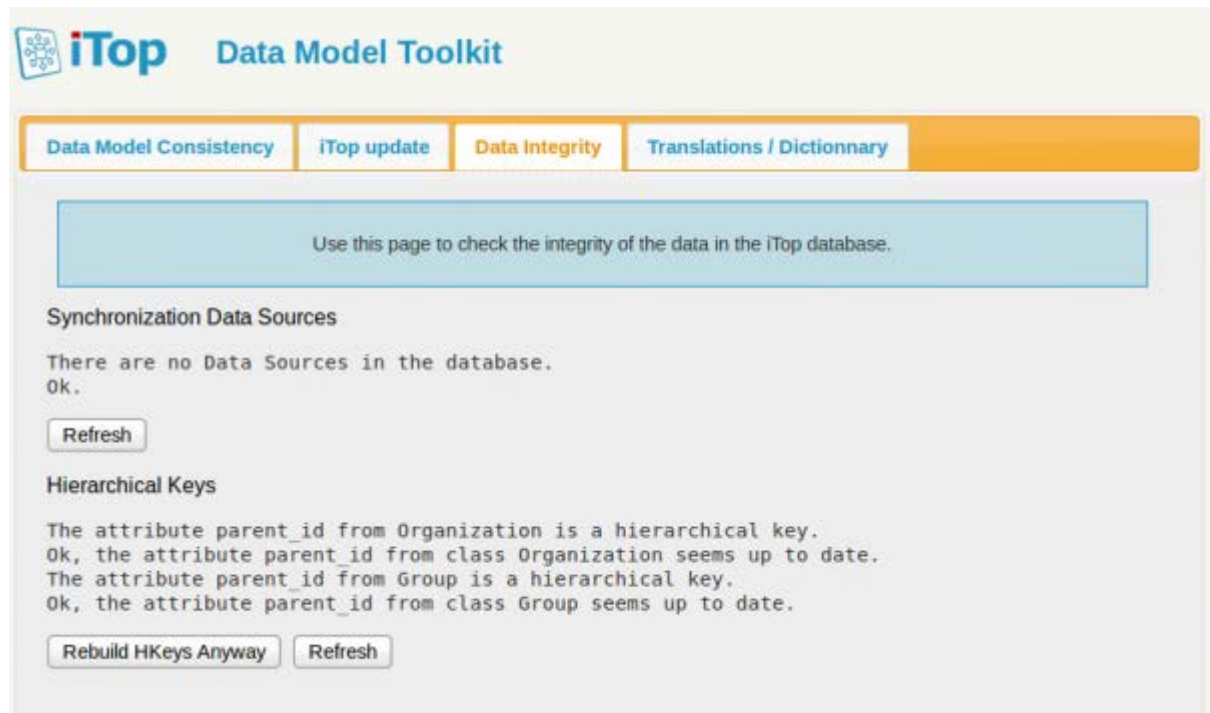 iTop Data Model Toolkit
Data Model Consistency iTop update Data Integrity Translations / Dictionnary
Use this page to check the integrity of the data in the iTop database.
Synchronization Data Sources
There are no Data Sources in the database.
Ok.
Refresh
Hierarchical Keys
The attribute parent_id from Organization is a hierarchical key.
Ok, the attribute parent_id from class Organization seems up to date.
The attribute parent_id from Group is a hierarchical key.
Ok, the attribute parent_id from class Group seems up to date.
Rebuild HKeys Anyway Refresh